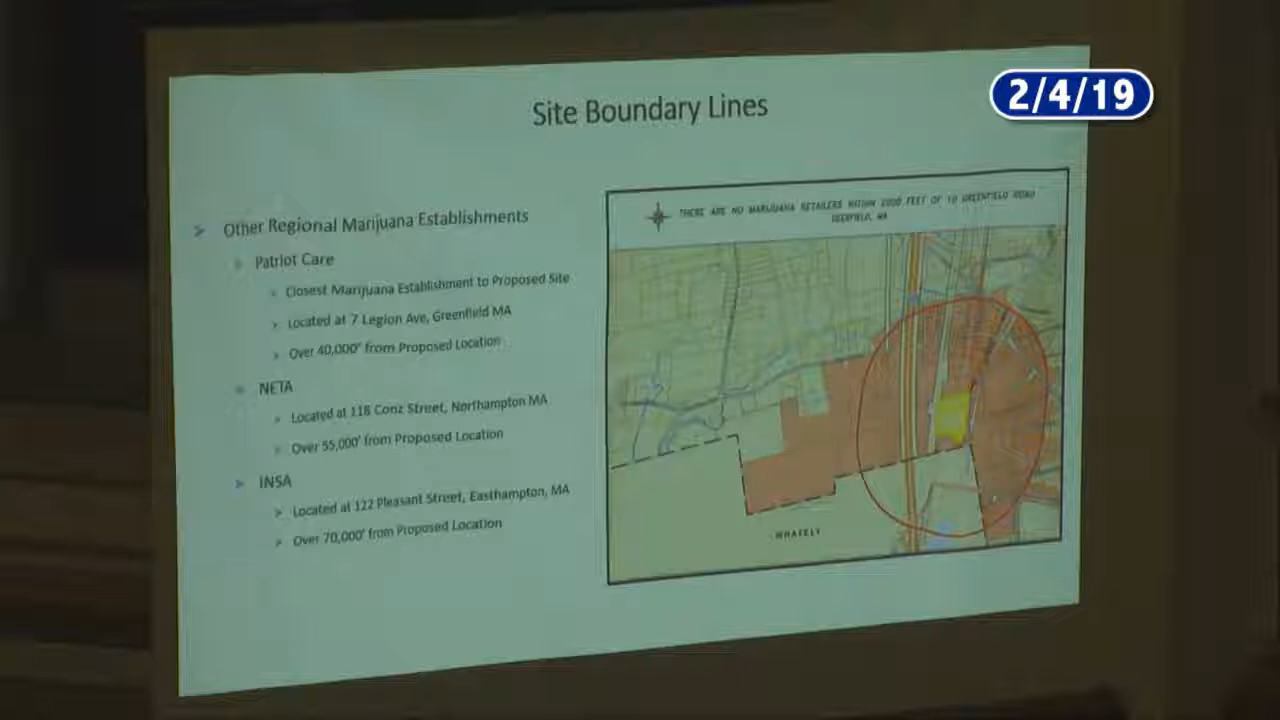 2/4/19
Site Boundary Lines
Other Regional Marijuana Establishments
Patriot Care
Closest Marijuana Establishment to Proposed Site
Located at 7 Legion Ave, Greenfield MA
Over 40,000' from Proposed Location
NETA
Located at 118 Conz Street, Northampton MA
Over 55,000' from Proposed Location
INSA
Located at 122 Pleasant Street, Easthampton, MA
Over 70,000' from Proposed Location
THERE ARE NO MARIJUANA RETAILERS WITHIN 2000 FEET OF 10 GREENFIELD ROAD
DEERFIELD, MA
WHATELY